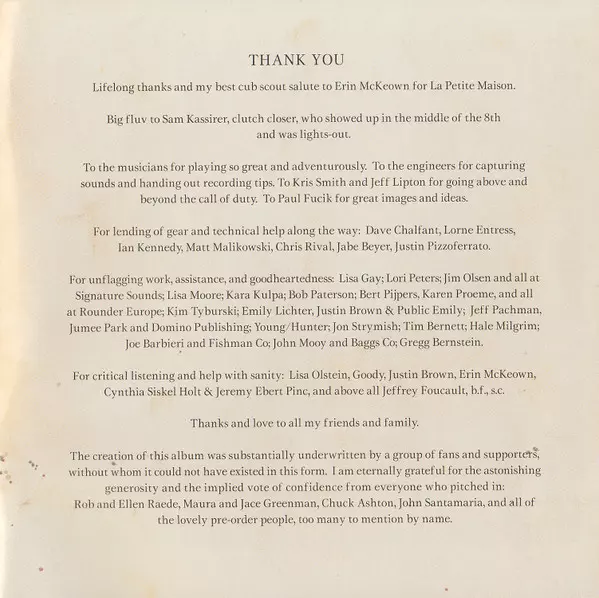 THANK YOU
Lifelong thanks and my best cub scout salute to Erin McKeown for La Petite Maison.
Big fluv to Sam Kassirer, clutch closer, who showed up in the middle of the 8th
and was lights-out.
To the musicians for playing so great and adventurously. To the engineers for capturing
sounds and handing out recording tips. To Kris Smith and Jeff Lipton for going above and
beyond the call of duty. To Paul Fucik for great images and ideas.
For lending of gear and technical help along the way: Dave Chalfant, Lorne Entress,
Ian Kennedy, Matt Malikowski, Chris Rival, Jabe Beyer, Justin Pizzoferrato.
For unflagging work, assistance, and goodheartedness: Lisa Gay; Lori Peters; Jim Olsen and all at
Signature Sounds; Lisa Moore; Kara Kulpa; Bob Paterson; Bert Pijpers, Karen Proeme, and all
at Rounder Europe; Kim Tyburski; Emily Lichter, Justin Brown & Public Emily; Jeff Pachman,
Jumee Park and Domino Publishing; Young/Hunter; Jon Strymish; Tim Bernett; Hale Milgrim;
Joe Barbieri and Fishman Co; John Mooy and Baggs Co; Gregg Bernstein.
For critical listening and help with sanity: Lisa Olstein, Goody, Justin Brown, Erin McKeown,
Cynthia Siskel Holt & Jeremy Ebert Pinc, and above all Jeffrey Foucault, b.f., s.c.
Thanks and love to all my friends and family.
The creation of this album was substantially underwritten by a group of fans and supporters,
without whom it could not have existed in this form. I am eternally grateful for the astonishing
generosity and the implied vote of confidence from everyone who pitched in:
Rob and Ellen Raede, Maura and Jace Greenman, Chuck Ashton, John Santamaria, and all of
the lovely pre-order people, too many to mention by name.